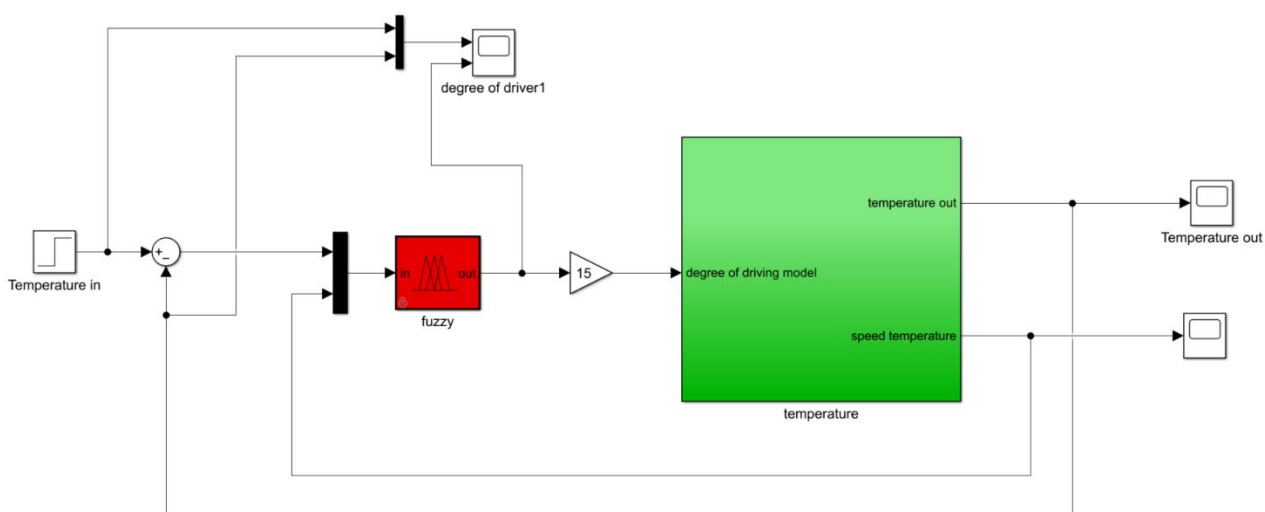 degree of driver1
temperature out
Temperature out
+
−
Temperature in
in
out
15
degree of driving model
fuzzy
speed temperature
temperature